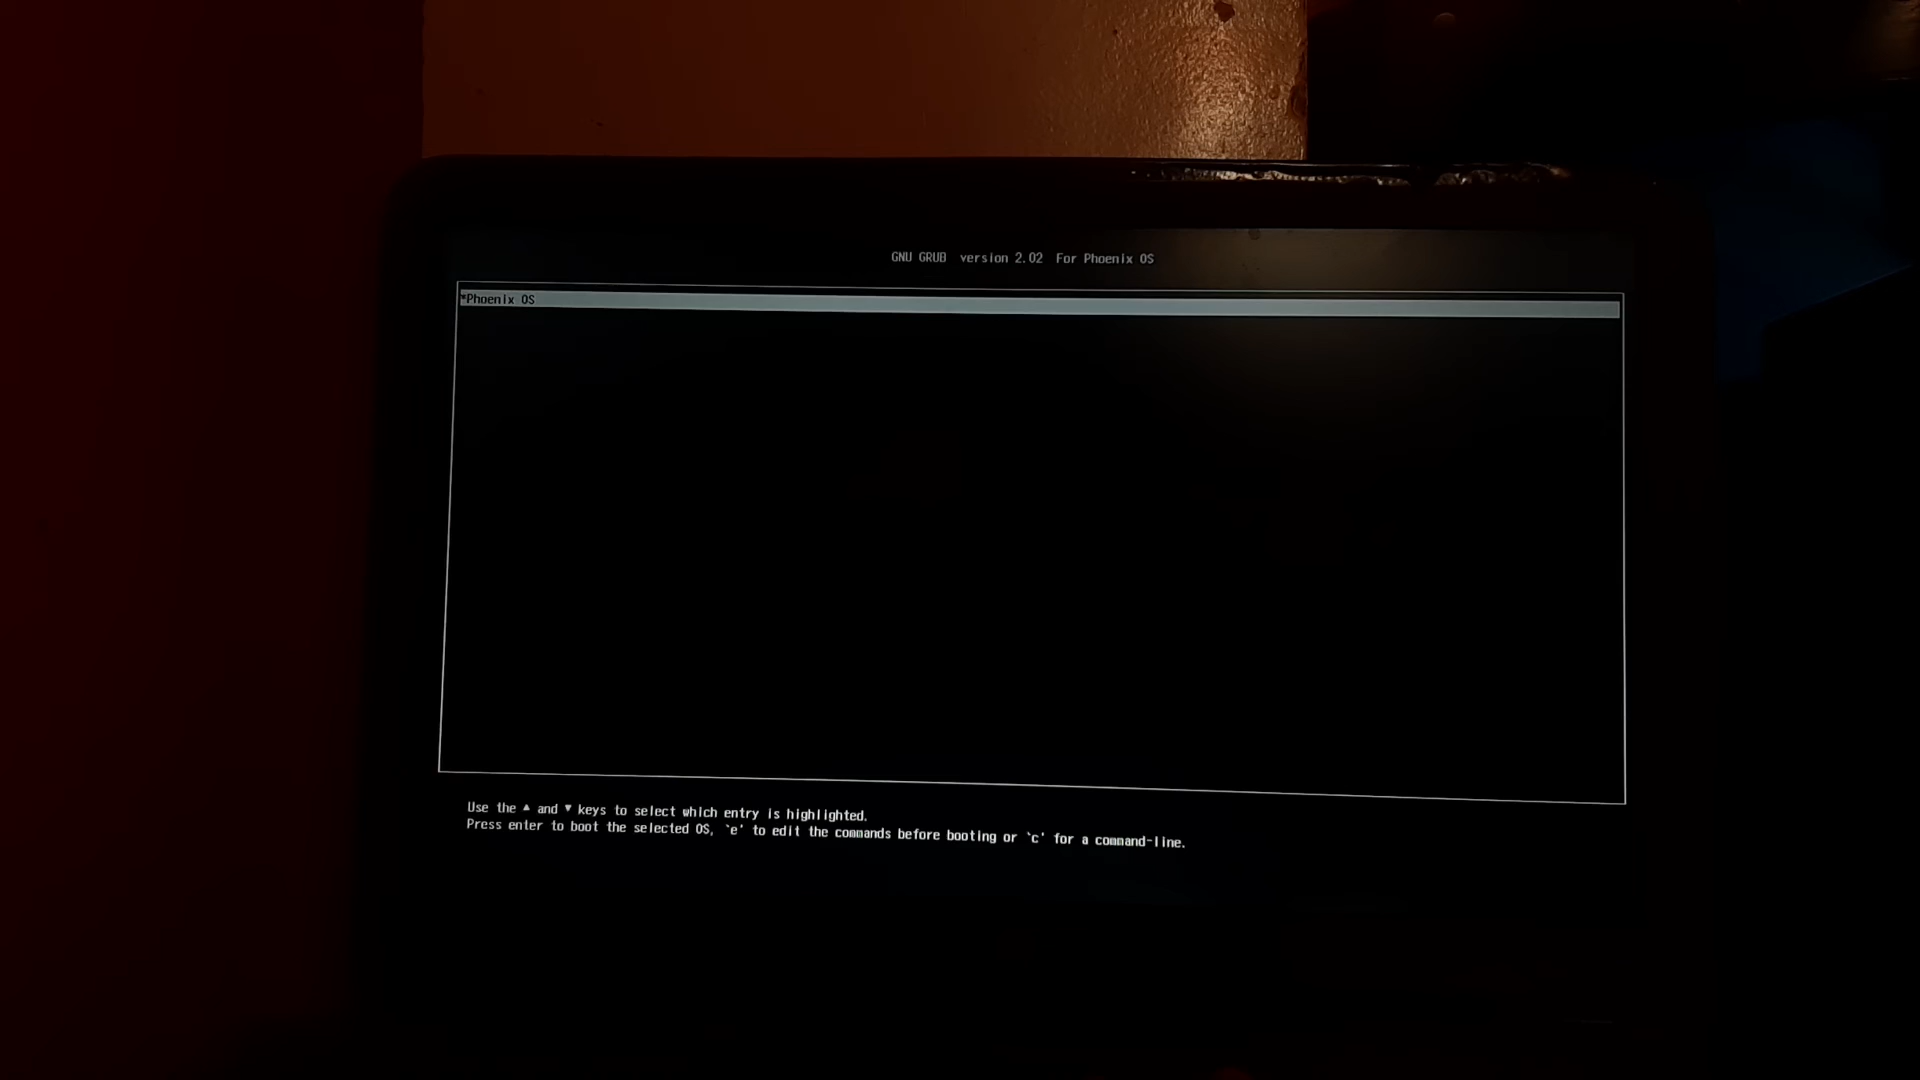 GNU GRUB version 2.02 For Phoenix OS
*Phoenix OS
Use the ▲ and ▼ keys to select which entry is highlighted.
Press enter to boot the selected OS, `e' to edit the commands before booting or `c' for a command-line.